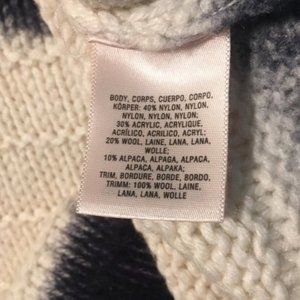 BODY, CORPS, CUERPO, CORPO,
KÖRPER: 40% NYLON, NYLON,
NYLON, NYLON, NYLON;
30% ACRYLIC, ACRYLIQUE,
ACRÍLICO, ACRILICO, ACRYL;
20% WOOL, LAINE, LANA, LANA,
WOLLE;
10% ALPACA, ALPAGA, ALPACA,
ALPACA, ALPAKA;
TRIM, BORDURE, BORDE, BORDO,
TRIMM: 100% WOOL, LAINE,
LANA, LANA, WOLLE